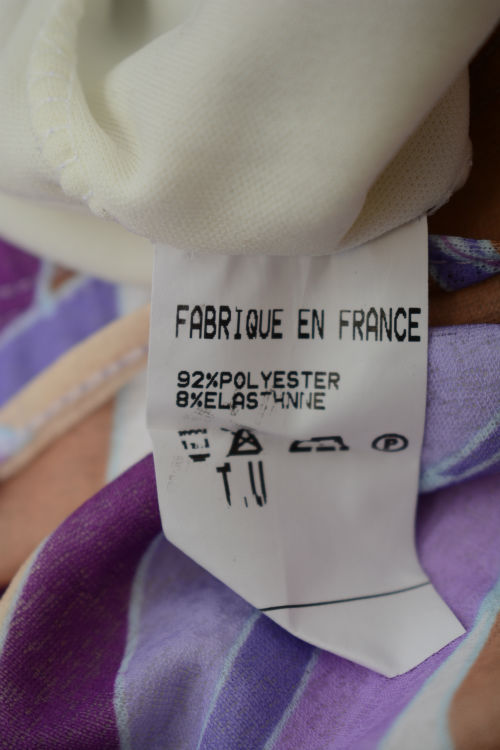 FABRIQUE EN FRANCE
92%POLYESTER
8%ELASTHNNE
P
T.U